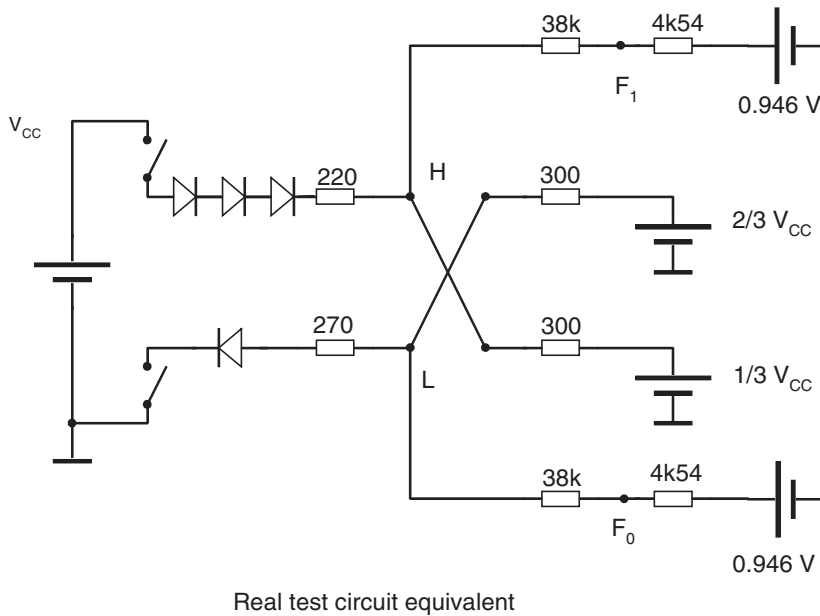 38k
4k54
F1
0.946 V
VCC
220
H
300
2/3 VCC
270
L
300
1/3 VCC
38k
4k54
F0
0.946 V
Real test circuit equivalent